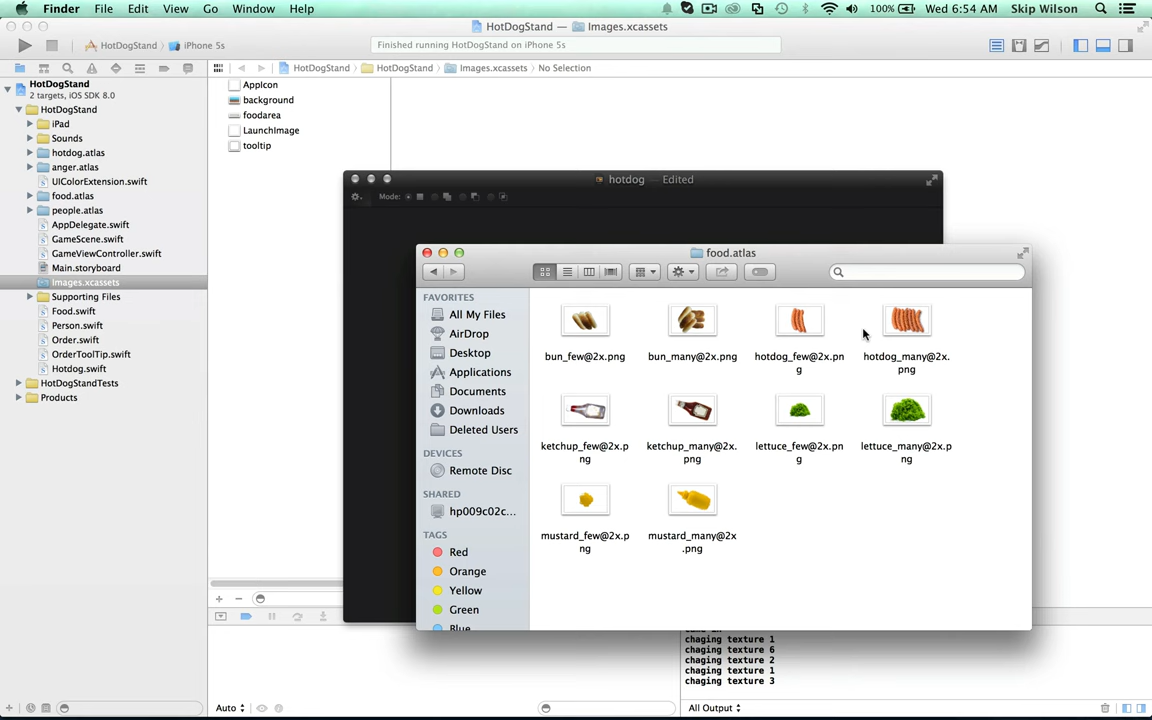 Finder File Edit View Go Window Help 100% Wed 6:54 AM Skip Wilson
HotDogStand › Images.xcassets
HotDogStand › iPhone 5s
Finished running HotDogStand on iPhone 5s
HotDogStand › HotDogStand › Images.xcassets › No Selection
HotDogStand
2 targets, iOS SDK 8.0
HotDogStand
iPad
Sounds
hotdog.atlas
anger.atlas
UIColorExtension.swift
food.atlas
people.atlas
AppDelegate.swift
GameScene.swift
GameViewController.swift
Main.storyboard
Images.xcassets
Supporting Files
Food.swift
Person.swift
Order.swift
OrderToolTip.swift
Hotdog.swift
HotDogStandTests
Products
AppIcon
background
foodarea
LaunchImage
tooltip
hotdog — Edited
Mode:
food.atlas
FAVORITES
All My Files
AirDrop
Desktop
Applications
Documents
Downloads
Deleted Users
DEVICES
Remote Disc
SHARED
hp009c02c...
TAGS
Red
Orange
Yellow
Green
Blue
bun_few@2x.png
bun_many@2x.png
hotdog_few@2x.pn
g
hotdog_many@2x.
png
ketchup_few@2x.p
ng
ketchup_many@2x.
png
lettuce_few@2x.pn
g
lettuce_many@2x.p
ng
mustard_few@2x.p
ng
mustard_many@2x
.png
chaging texture 1
chaging texture 6
chaging texture 2
chaging texture 1
chaging texture 3
Auto
All Output